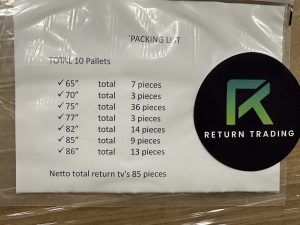 PACKING LIST
TOTAL 10 Pallets
✓ 65" total 7 pieces
✓ 70" total 3 pieces
✓ 75" total 36 pieces
✓ 77" total 3 pieces
✓ 82" total 14 pieces
✓ 85" total 9 pieces
✓ 86" total 13 pieces
Netto total return tv's 85 pieces
RETURN TRADING